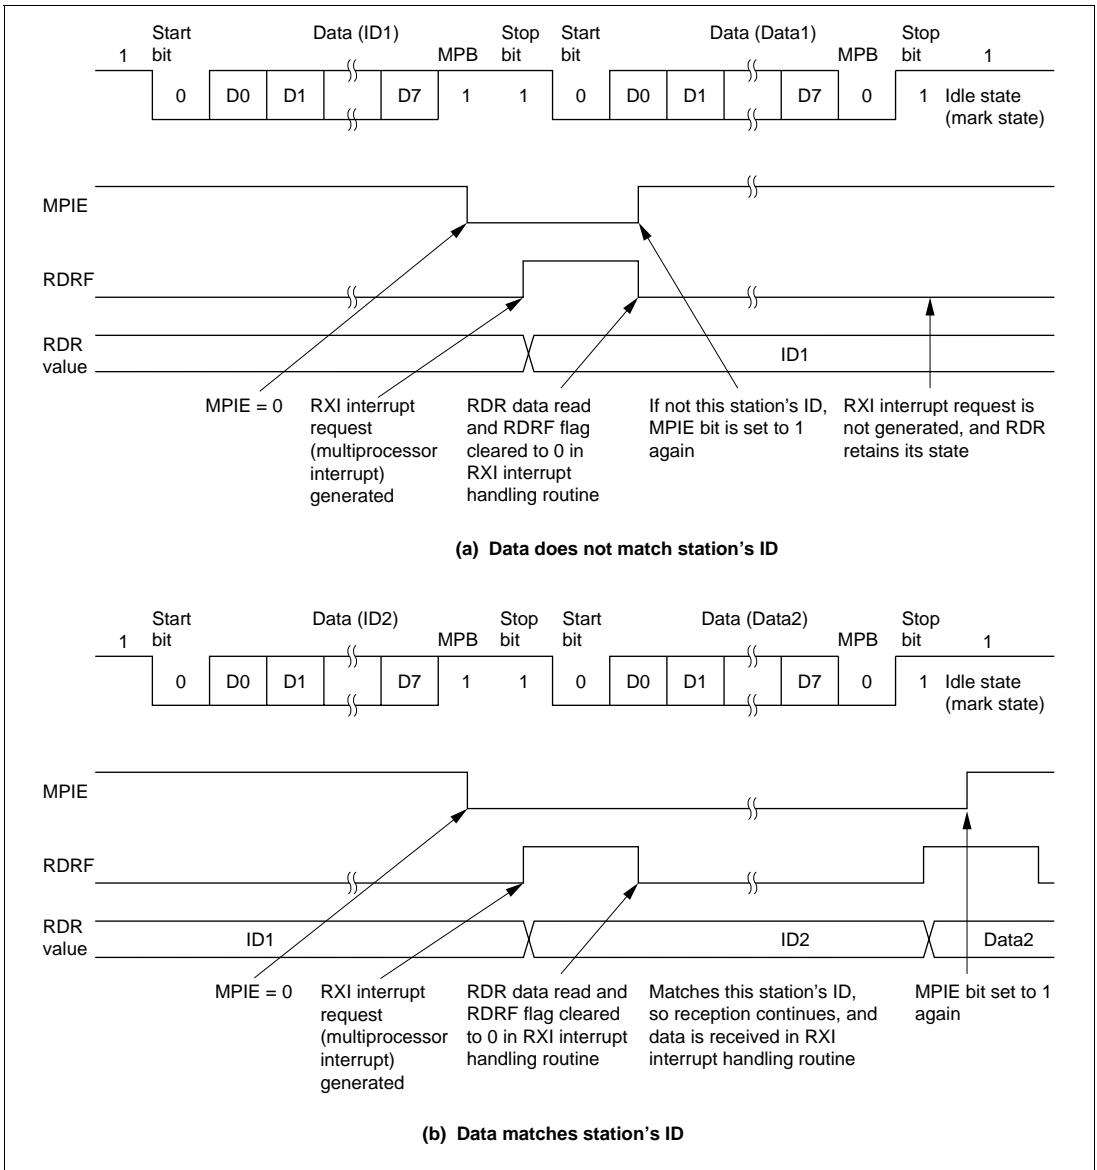 Start bit
Data (ID1)
MPB
Stop bit
Start bit
Data (Data1)
MPB
Stop bit
1
1
0 D0 D1 D7 1 1 0 D0 D1 D7 0 1 Idle state (mark state)
MPIE
RDRF
RDR value
ID1
MPIE = 0
RXI interrupt
request
(multiprocessor
interrupt)
generated
RDR data read
and RDRF flag
cleared to 0 in
RXI interrupt
handling routine
If not this station's ID,
MPIE bit is set to 1
again
RXI interrupt request is
not generated, and RDR
retains its state
(a) Data does not match station's ID
Start bit
Data (ID2)
MPB
Stop bit
Start bit
Data (Data2)
MPB
Stop bit
1
1
0 D0 D1 D7 1 1 0 D0 D1 D7 0 1 Idle state (mark state)
MPIE
RDRF
RDR value
ID1
ID2
Data2
MPIE = 0
RXI interrupt
request
(multiprocessor
interrupt)
generated
RDR data read and
RDRF flag cleared
to 0 in RXI interrupt
handling routine
Matches this station's ID,
so reception continues, and
data is received in RXI
interrupt handling routine
MPIE bit set to 1
again
(b) Data matches station's ID